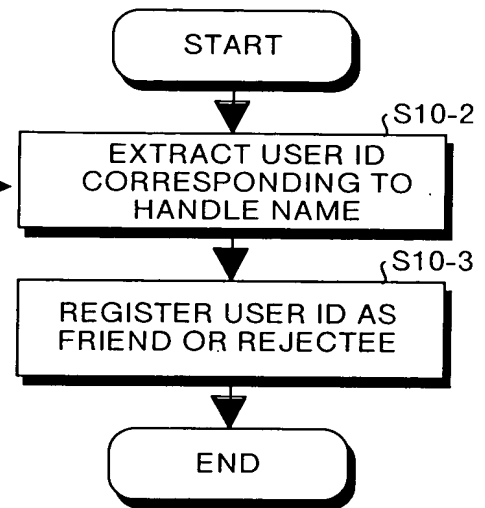 START
S10-2
EXTRACT USER ID
CORRESPONDING TO
HANDLE NAME
S10-3
REGISTER USER ID AS
FRIEND OR REJECTEE
END